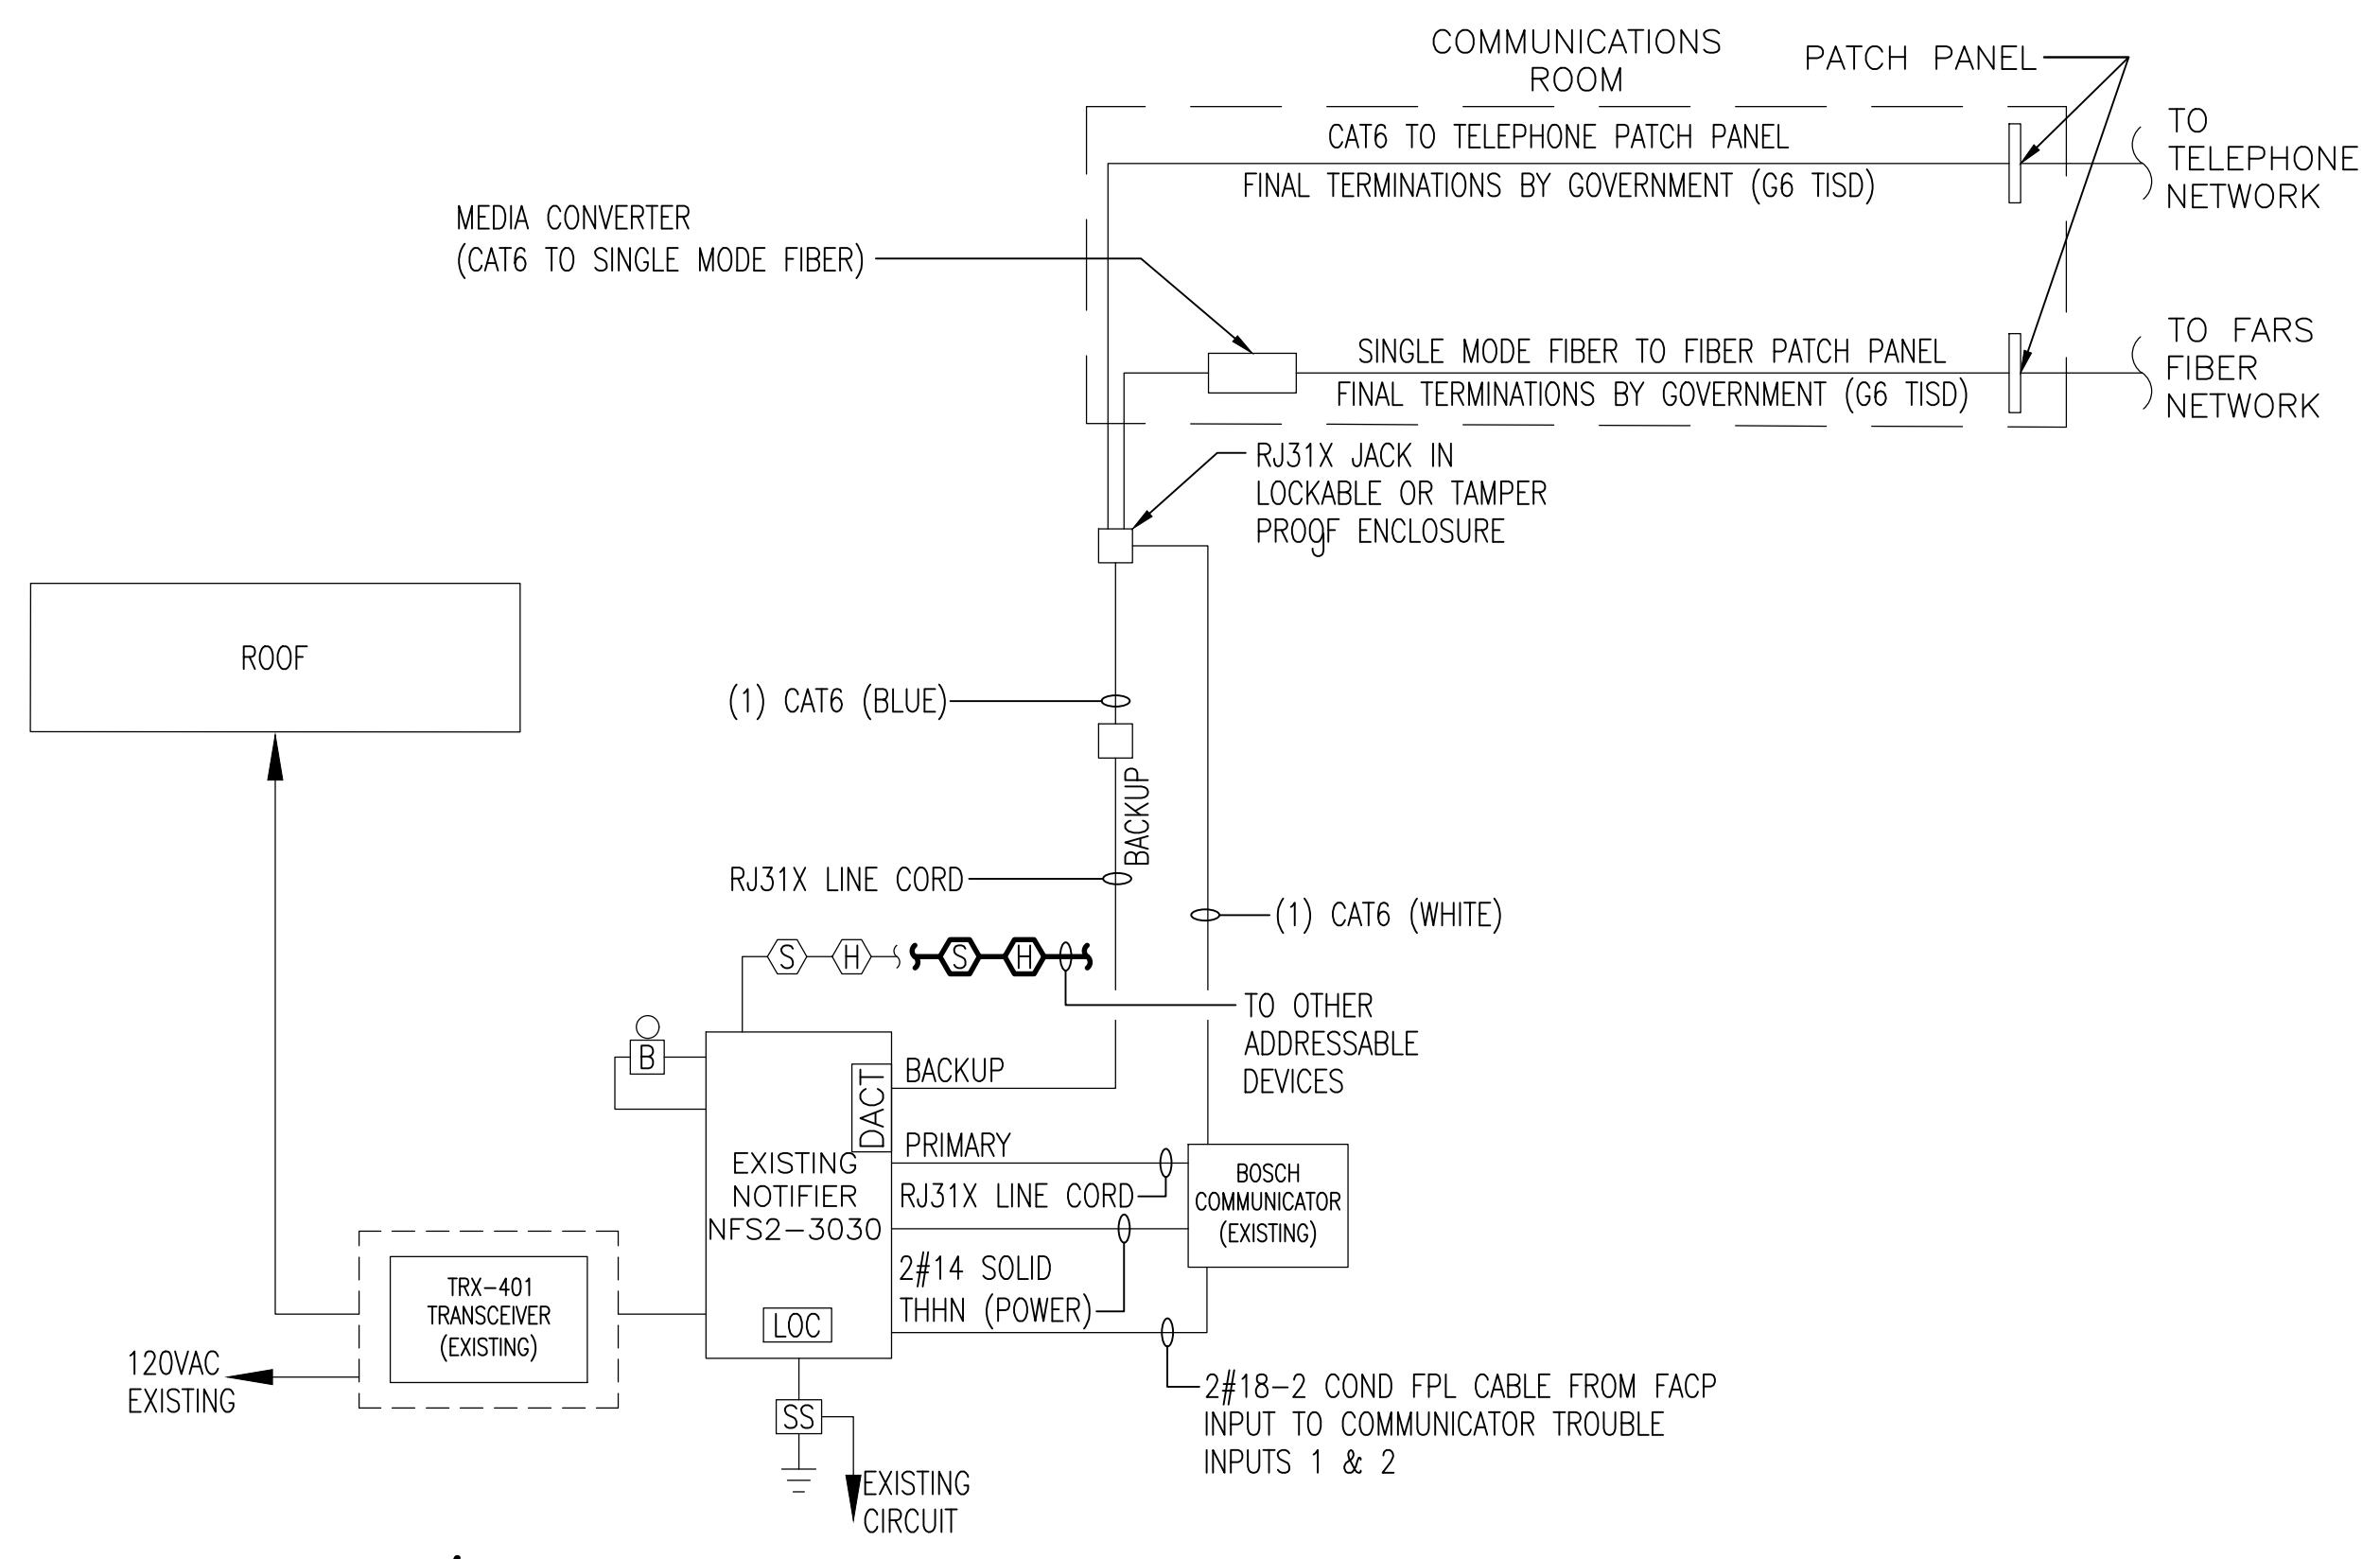 COMMUNICATIONS
ROOM
PATCH PANEL
CAT6 TO TELEPHONE PATCH PANEL
FINAL TERMINATIONS BY GOVERNMENT (G6 TISD)
TO
TELEPHONE
NETWORK
MEDIA CONVERTER
(CAT6 TO SINGLE MODE FIBER)
SINGLE MODE FIBER TO FIBER PATCH PANEL
FINAL TERMINATIONS BY GOVERNMENT (G6 TISD)
TO FARS
FIBER
NETWORK
RJ31X JACK IN
LOCKABLE OR TAMPER
PROOF ENCLOSURE
ROOF
(1) CAT6 (BLUE)
BACKUP
RJ31X LINE CORD
(1) CAT6 (WHITE)
S
H
S
H
TO OTHER
ADDRESSABLE
DEVICES
B
DACT
BACKUP
PRIMARY
RJ31X LINE CORD
EXISTING
NOTIFIER
NFS2-3030
BOSCH
COMMUNICATOR
(EXISTING)
2#14 SOLID
THHN (POWER)
TRX-401
TRANSCEIVER
(EXISTING)
LOC
120VAC
EXISTING
2#18-2 COND FPL CABLE FROM FACP
INPUT TO COMMUNICATOR TROUBLE
INPUTS 1 & 2
SS
EXISTING
CIRCUIT